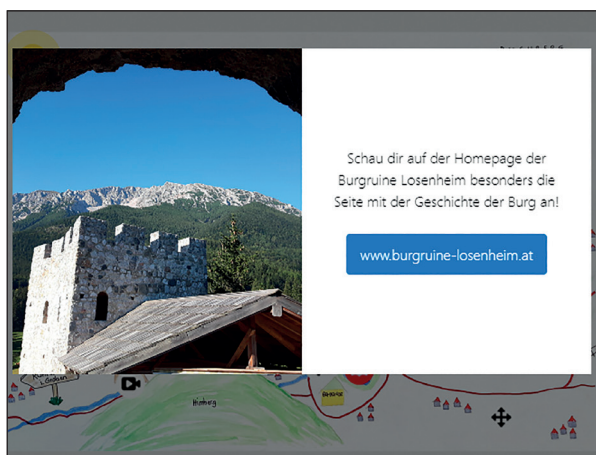 Schau dir auf der Homepage der
Burgruine Losenheim besonders die
Seite mit der Geschichte der Burg an!
www.burgruine-losenheim.at